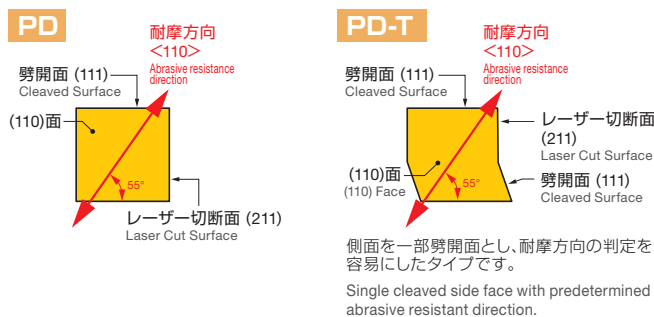 PD
耐摩方向
<110>
Abrasive resistance
direction
劈開面 (111)
Cleaved Surface
(110)面
55°
レーザー切断面 (211)
Laser Cut Surface
PD-T
耐摩方向
<110>
Abrasive resistance
direction
劈開面 (111)
Cleaved Surface
レーザー切断面
(211)
Laser Cut Surface
(110)面
(110) Face
55°
劈開面 (111)
Cleaved Surface
側面を一部劈開面とし、耐摩方向の判定を
容易にしたタイプです。
Single cleaved side face with predetermined
abrasive resistant direction.